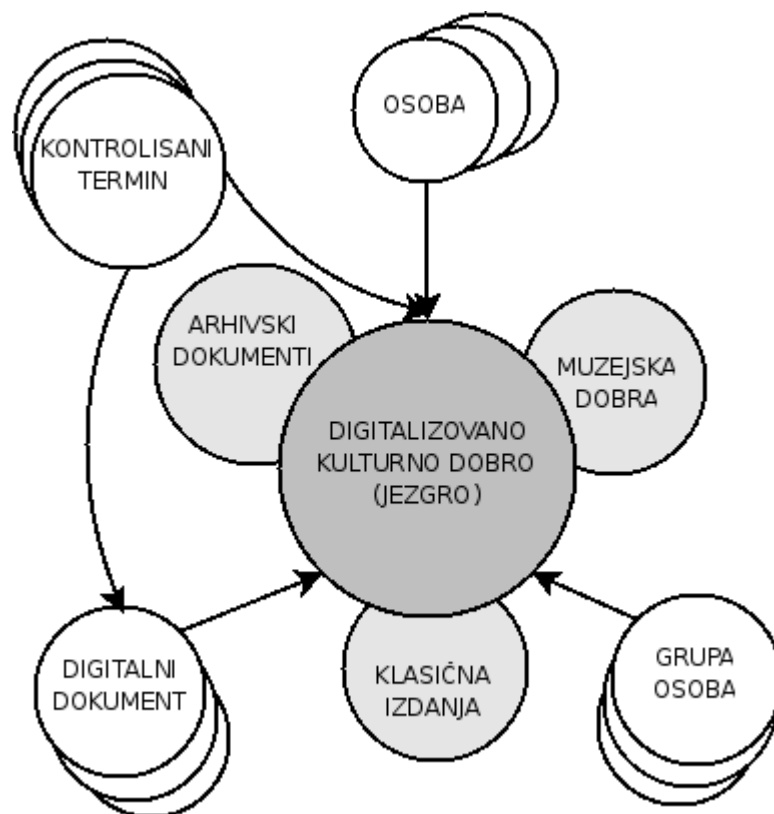 OSOBA
KONTROLISANI
TERMIN
ARHIVSKI
DOKUMENTI
MUZEJSKA
DOBRA
DIGITALIZOVANO
KULTURNO DOBRO
(JEZGRO)
DIGITALNI
DOKUMENT
KLASIČNA
IZDANJA
GRUPA
OSOBA